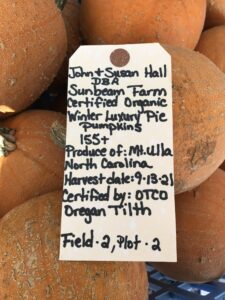 John + Susan Hall
DBA
Sunbeam Farm
Certified Organic
Winter Luxury Pie
Pumpkins
155+
Produce of: Mt. Ulla
North Carolina
Harvest date: 9-13-21
Certified by: OTCO
Oregan Tilth
Field - 2, Plot - 2